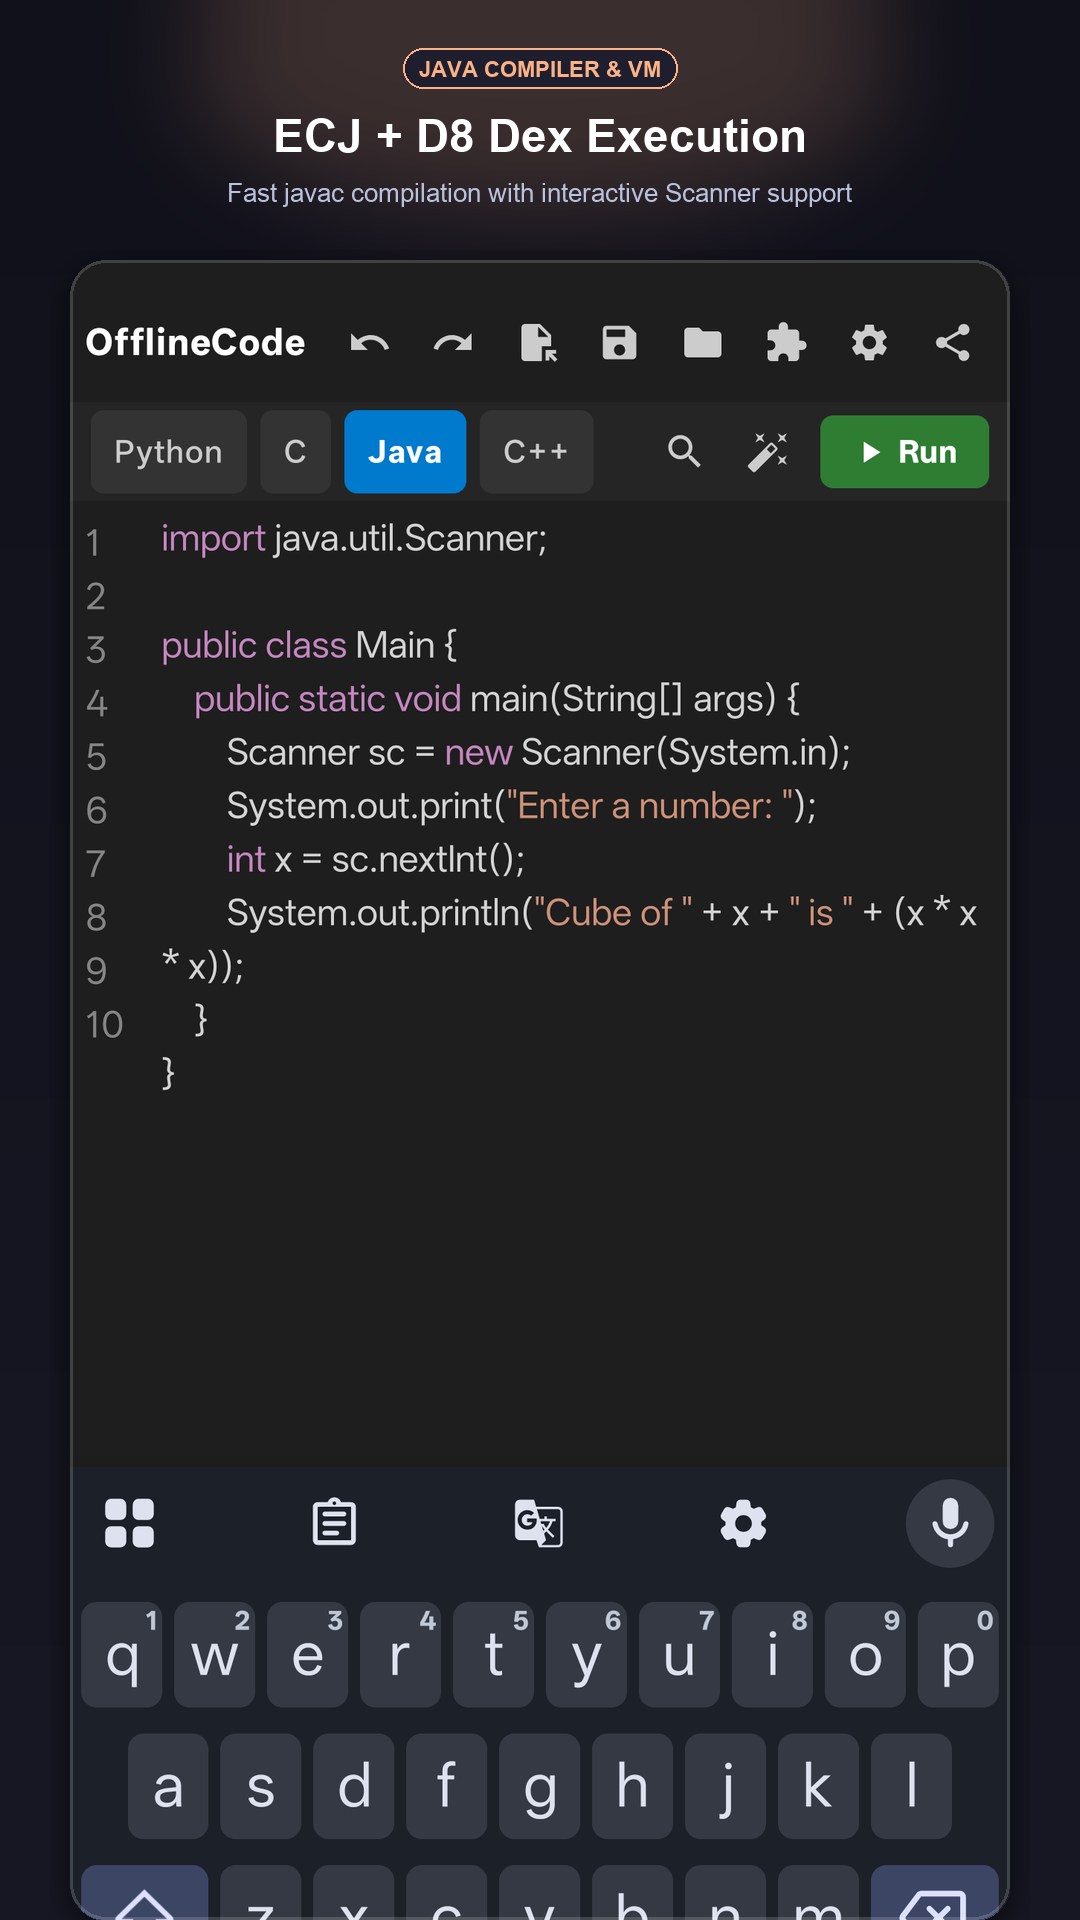 JAVA COMPILER & VM
ECJ + D8 Dex Execution
Fast javac compilation with interactive Scanner support
OfflineCode
Python C Java C++ Run
1 import java.util.Scanner;
2
3 public class Main {
4 public static void main(String[] args) {
5 Scanner sc = new Scanner(System.in);
6 System.out.print("Enter a number: ");
7 int x = sc.nextInt();
8 System.out.println("Cube of " + x + " is " + (x * x
9 * x));
10 }
}
G 文
1 2 3 4 5 6 7 8 9 0
q w e r t y u i o p
a s d f g h j k l
z x c v b n m